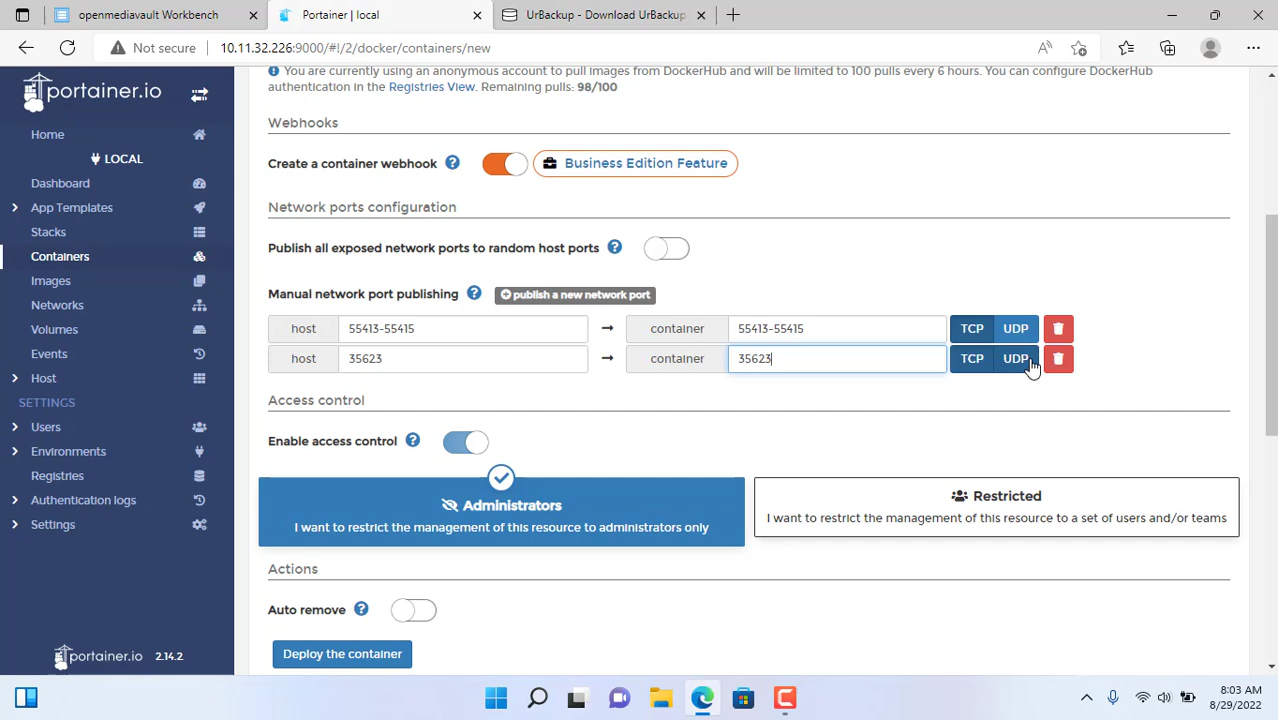 openmediavault Workbench
Portainer | local
UrBackup - Download UrBackup
Not secure
10.11.32.226:9000/#!/2/docker/containers/new
portainer.io
Home
LOCAL
Dashboard
App Templates
Stacks
Containers
Images
Networks
Volumes
Events
Host
SETTINGS
Users
Environments
Registries
Authentication logs
Settings
portainer.io 2.14.2
You are currently using an anonymous account to pull images from DockerHub and will be limited to 100 pulls every 6 hours. You can configure DockerHub
authentication in the Registries View. Remaining pulls: 98/100
Webhooks
Create a container webhook
Business Edition Feature
Network ports configuration
Publish all exposed network ports to random host ports
Manual network port publishing
publish a new network port
host 55413-55415 → container 55413-55415 TCP UDP
host 35623 → container 35623 TCP UDP
Access control
Enable access control
Administrators
I want to restrict the management of this resource to administrators only
Restricted
I want to restrict the management of this resource to a set of users and/or teams
Actions
Auto remove
Deploy the container
8:03 AM
8/29/2022